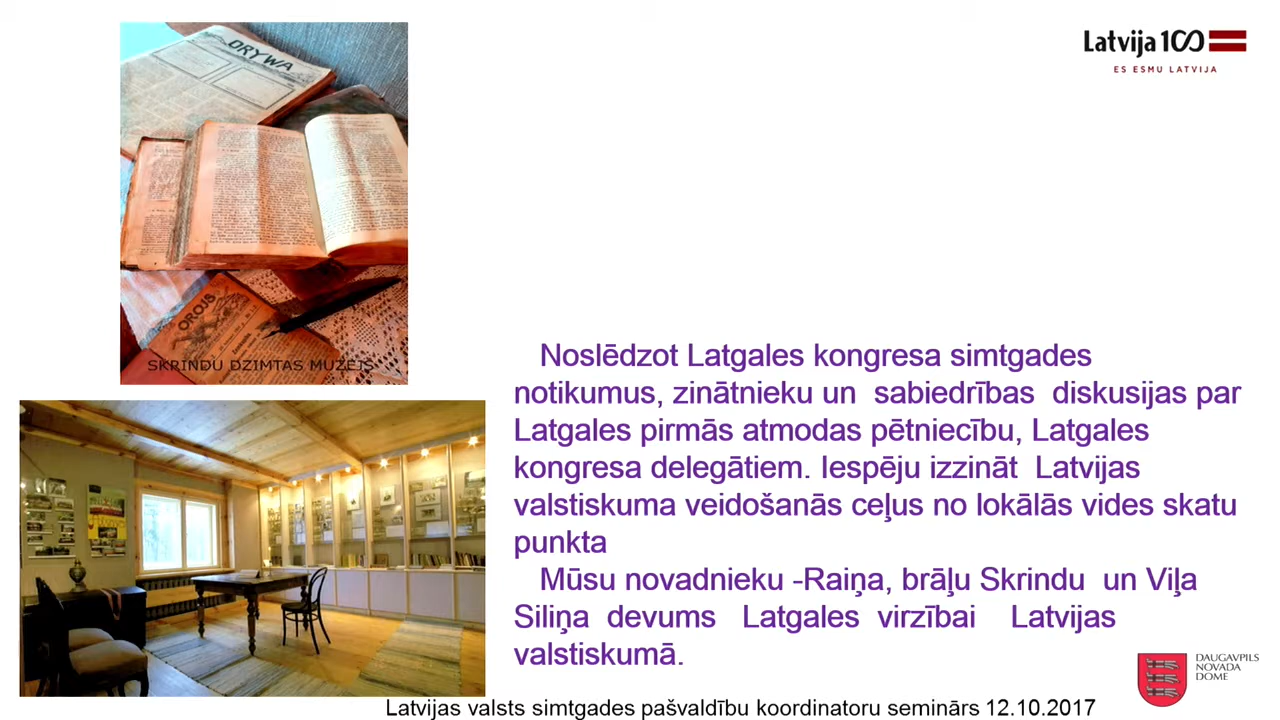 DRYWA
OROJS
SKRINDU DZIMTAS MUZEJS
Latvija 100
ES ESMU LATVIJA
Noslēdzot Latgales kongresa simtgades
notikumus, zinātnieku un sabiedrības diskusijas par
Latgales pirmās atmodas pētniecību, Latgales
kongresa delegātiem. Iespēju izzināt Latvijas
valstiskuma veidošanās ceļus no lokālās vides skatu
punkta
Mūsu novadnieku -Raiņa, brāļu Skrindu un Viļa
Siliņa devums Latgales virzībai Latvijas
valstiskumā.
DAUGAVPILS
NOVADA
DOME
Latvijas valsts simtgades pašvaldību koordinatoru seminārs 12.10.2017